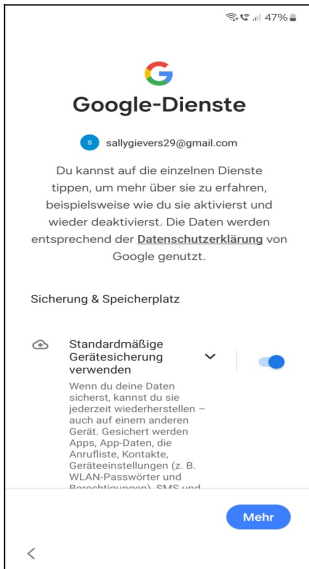 47%
Google-Dienste
s sallygievers29@gmail.com
Du kannst auf die einzelnen Dienste
tippen, um mehr über sie zu erfahren,
beispielsweise wie du sie aktivierst und
wieder deaktivierst. Die Daten werden
entsprechend der Datenschutzerklärung von
Google genutzt.
Sicherung & Speicherplatz
Standardmäßige
Gerätesicherung
verwenden
Wenn du deine Daten
sicherst, kannst du sie
jederzeit wiederherstellen –
auch auf einem anderen
Gerät. Gesichert werden
Apps, App-Daten, die
Anrufliste, Kontakte,
Geräteeinstellungen (z. B.
WLAN-Passwörter und
Berechtigungen), SMS und
Mehr